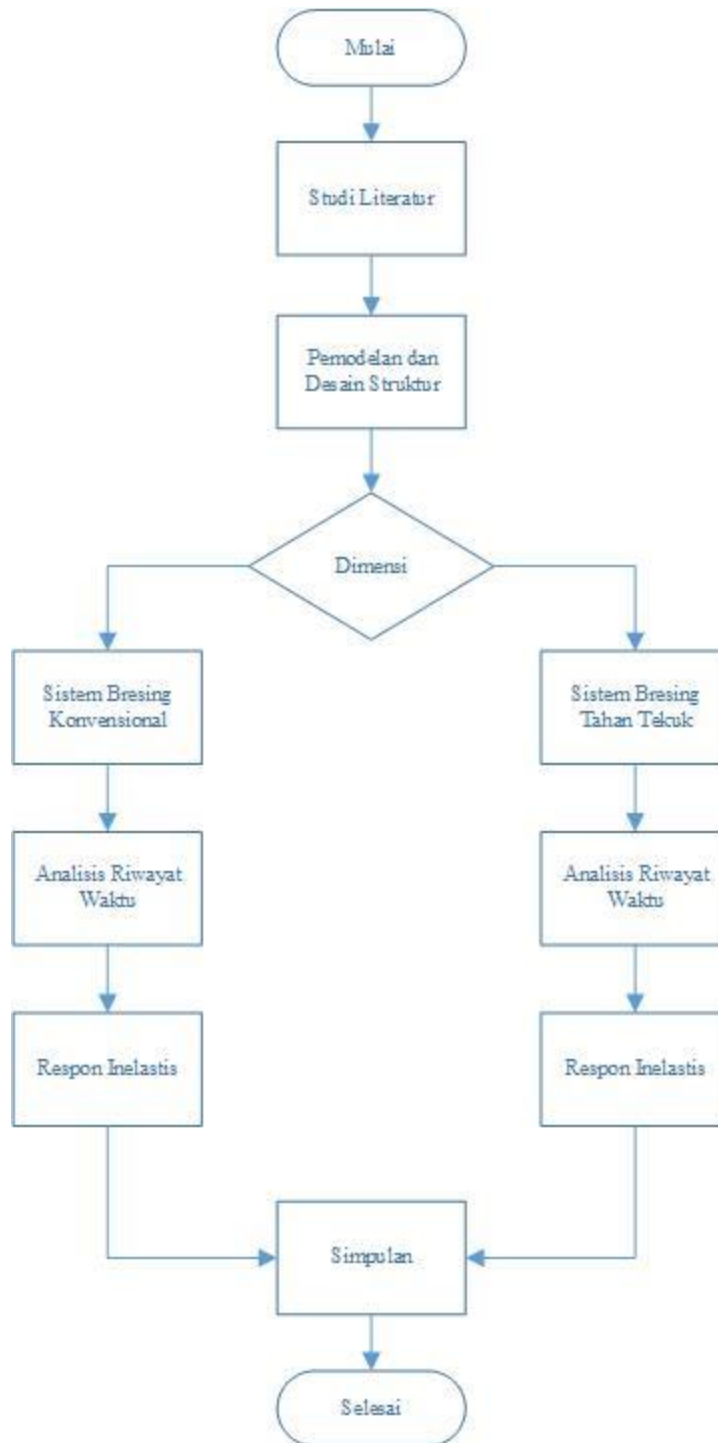 Mulai
Studi Literatur
Pemodelan dan
Desain Struktur
Dimensi
Sistem Bresing
Konvensional
Analisis Riwayat
Waktu
Respon Inelastis
Sistem Bresing
Tahan Tekuk
Analisis Riwayat
Waktu
Respon Inelastis
Simpulan
Selesai